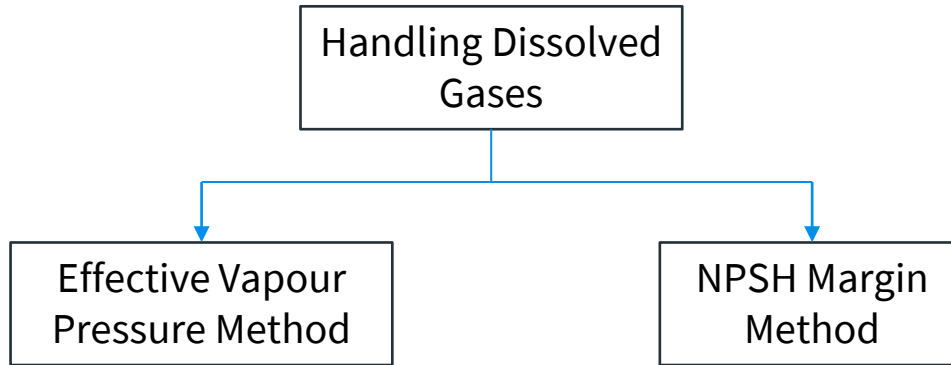 Handling Dissolved
Gases
Effective Vapour
Pressure Method
NPSH Margin
Method